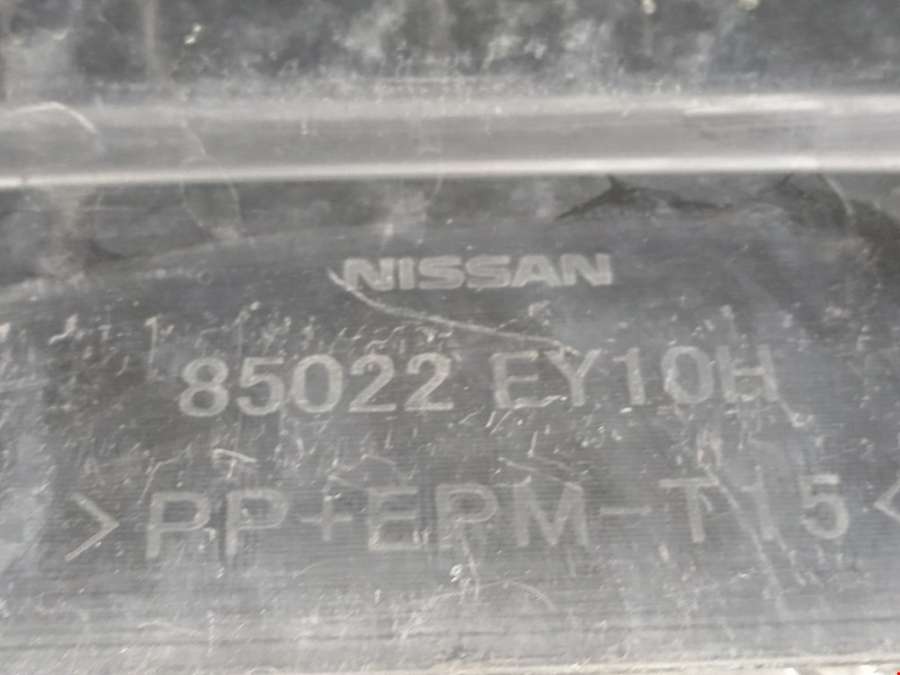 NISSAN
85022 EY10H
>PP+EPM-T15<